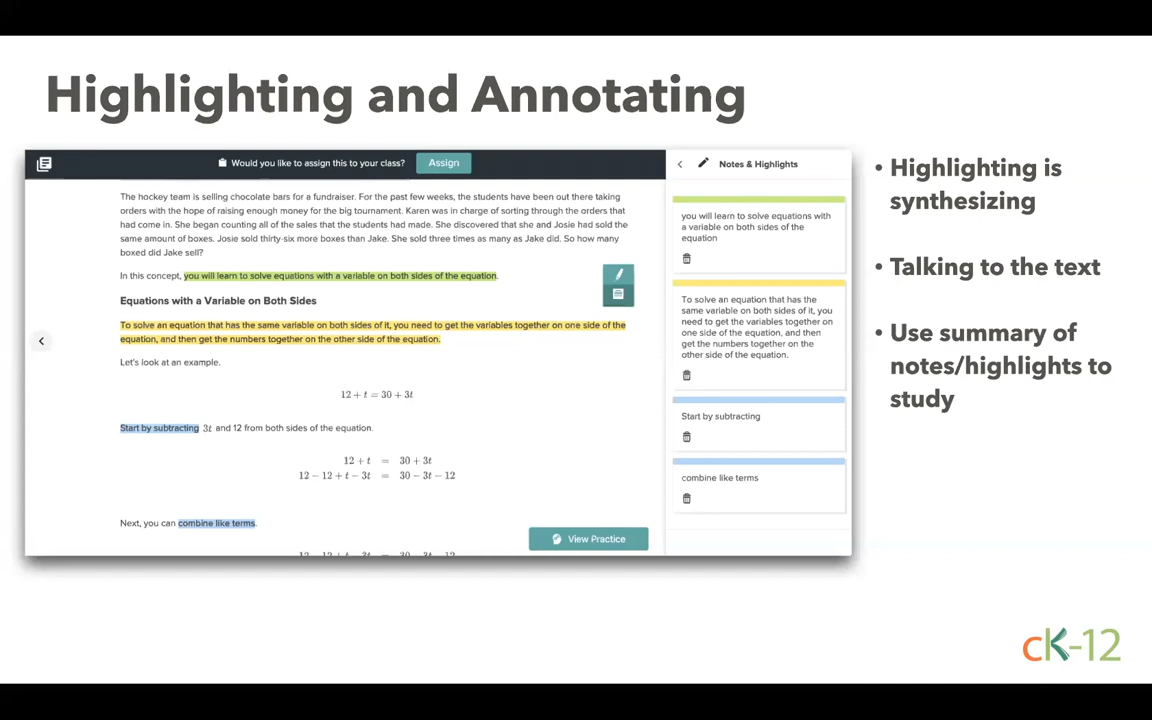 Highlighting and Annotating
Would you like to assign this to your class?
Assign
Notes & Highlights
The hockey team is selling chocolate bars for a fundraiser. For the past few weeks, the students have been out there taking
orders with the hope of raising enough money for the big tournament. Karen was in charge of sorting through the orders that
had come in. She began counting all of the sales that the students had made. She discovered that she and Josie had sold the
same amount of boxes. Josie sold thirty-six more boxes than Jake. She sold three times as many as Jake did. So how many
boxed did Jake sell?
In this concept, you will learn to solve equations with a variable on both sides of the equation.
Equations with a Variable on Both Sides
To solve an equation that has the same variable on both sides of it, you need to get the variables together on one side of the
equation, and then get the numbers together on the other side of the equation.
Let's look at an example.
12 + t = 30 + 3t
Start by subtracting 3t and 12 from both sides of the equation.
12 + t = 30 + 3t
12 − 12 + t − 3t = 30 − 3t − 12
Next, you can combine like terms.
12 − 12 + t − 3t 30 − 3t 12
View Practice
you will learn to solve equations with
a variable on both sides of the
equation
To solve an equation that has the
same variable on both sides of it, you
need to get the variables together on
one side of the equation, and then
get the numbers together on the
other side of the equation.
Start by subtracting
combine like terms
• Highlighting is
synthesizing
• Talking to the text
• Use summary of
notes/highlights to
study
cK-12